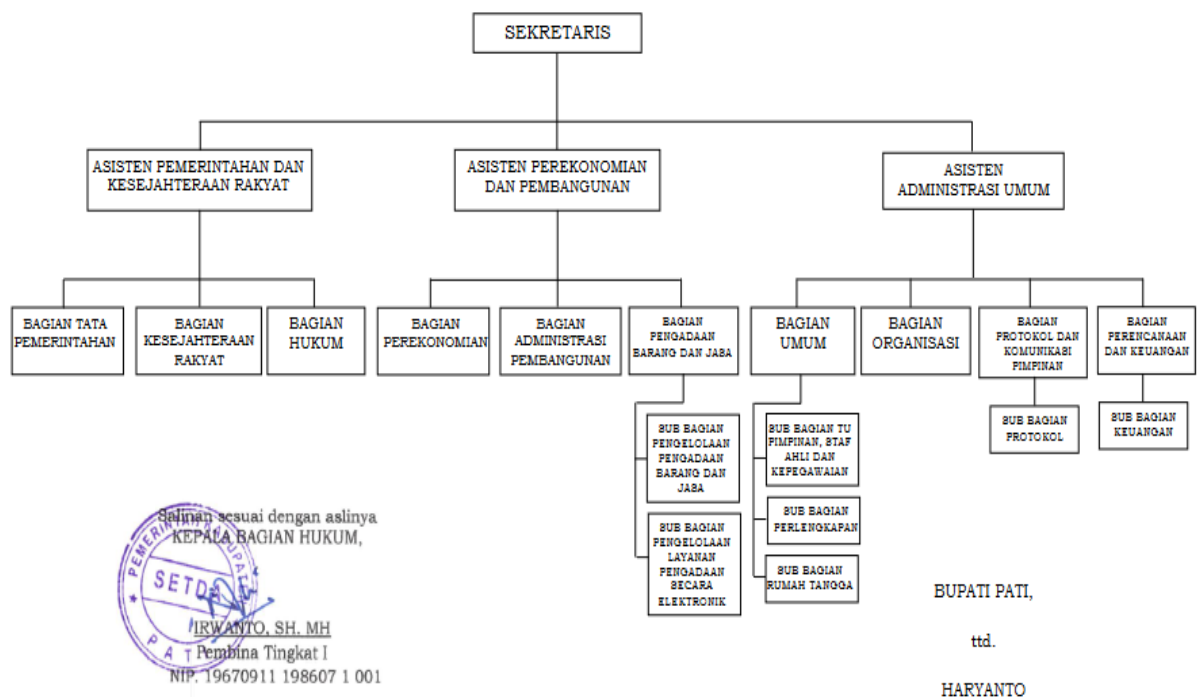 SEKRETARIS
ASISTEN PEMERINTAHAN DAN
KESEJAHTERAAN RAKYAT
ASISTEN PEREKONOMIAN
DAN PEMBANGUNAN
ASISTEN
ADMINISTRASI UMUM
BAGIAN TATA
PEMERINTAHAN
BAGIAN
KESEJAHTERAAN
RAKYAT
BAGIAN
HUKUM
BAGIAN
PEREKONOMIAN
BAGIAN
ADMINISTRASI
PEMBANGUNAN
BAGIAN
PENGADAAN
BARANG DAN JASA
BAGIAN
UMUM
BAGIAN
ORGANISASI
BAGIAN
PROTOKOL DAN
KOMUNIKASI
PIMPINAN
BAGIAN
PERENCANAAN
DAN KEUANGAN
SUB BAGIAN
PENGELOLAAN
PENGADAAN
BARANG DAN
JASA
SUB BAGIAN TU
PIMPINAN, STAF
AHLI DAN
KEPEGAWAIAN
SUB BAGIAN
PROTOKOL
SUB BAGIAN
KEUANGAN
SUB BAGIAN
PENGELOLAAN
LAYANAN
PENGADAAN
SECARA
ELEKTRONIK
SUB BAGIAN
PERLENGKAPAN
SUB BAGIAN
RUMAH TANGGA
Salinan sesuai dengan aslinya
KEPALA BAGIAN HUKUM,
PEMERINTAH KABUPATEN
SETDA
PATI
IRWANTO, SH. MH
Pembina Tingkat I
NIP. 19670911 198607 1 001
BUPATI PATI,
ttd.
HARYANTO